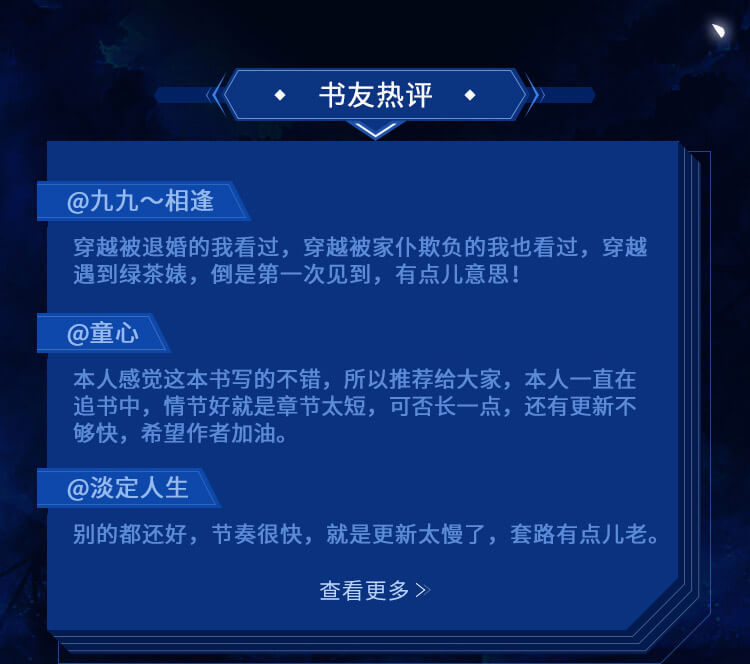 书友热评
@九九～相逢
穿越被退婚的我看过，穿越被家仆欺负的我也看过，穿越
遇到绿茶婊，倒是第一次见到，有点儿意思！
@童心
本人感觉这本书写的不错，所以推荐给大家，本人一直在
追书中，情节好就是章节太短，可否长一点，还有更新不
够快，希望作者加油。
@淡定人生
别的都还好，节奏很快，就是更新太慢了，套路有点儿老。
查看更多